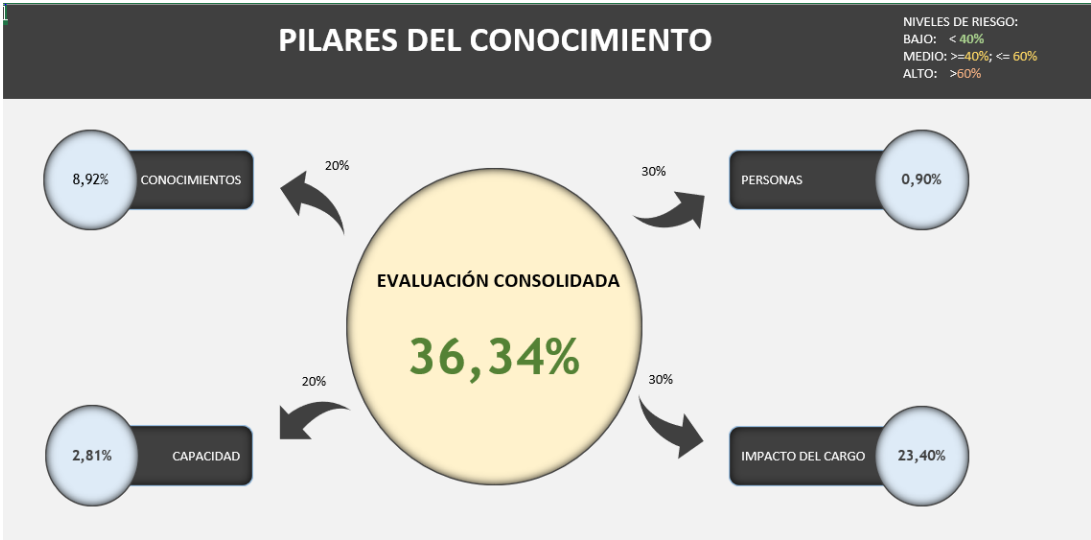 PILARES DEL CONOCIMIENTO
NIVELES DE RIESGO:
BAJO: < 40%
MEDIO: >=40%; <= 60%
ALTO: >60%
8,92%
CONOCIMIENTOS
20%
30%
PERSONAS
0,90%
EVALUACIÓN CONSOLIDADA
36,34%
20%
30%
2,81%
CAPACIDAD
IMPACTO DEL CARGO
23,40%